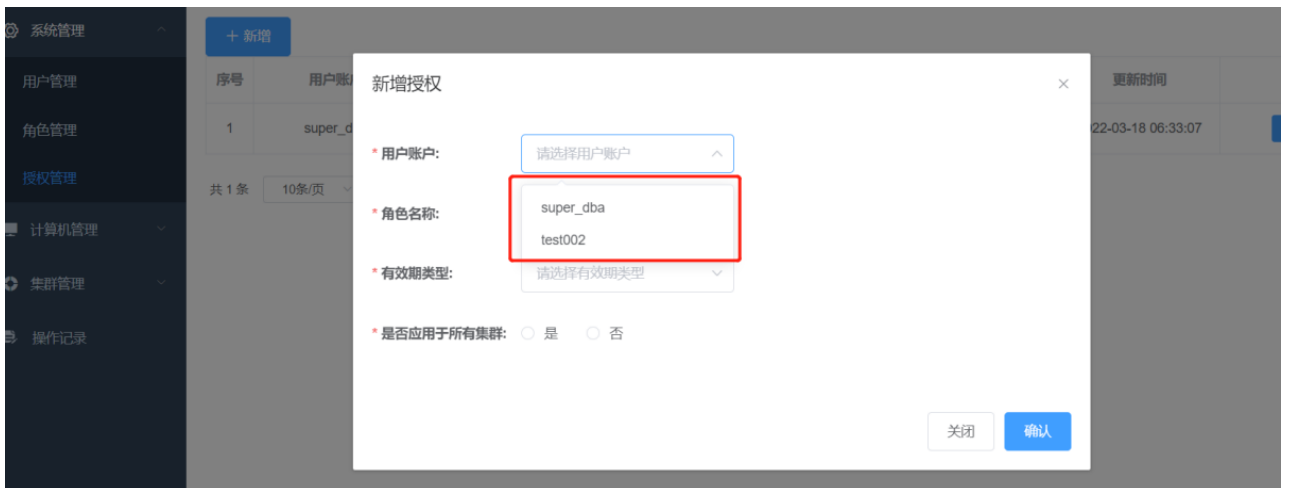 系统管理
用户管理
角色管理
授权管理
计算机管理
集群管理
操作记录
+ 新增
序号 用户账 更新时间
1 super_d 22-03-18 06:33:07
共 1 条 10条/页
新增授权
* 用户账户: 请选择用户账户
super_dba
test002
* 角色名称:
* 有效期类型: 请选择有效期类型
* 是否应用于所有集群: 是 否
关闭 确认